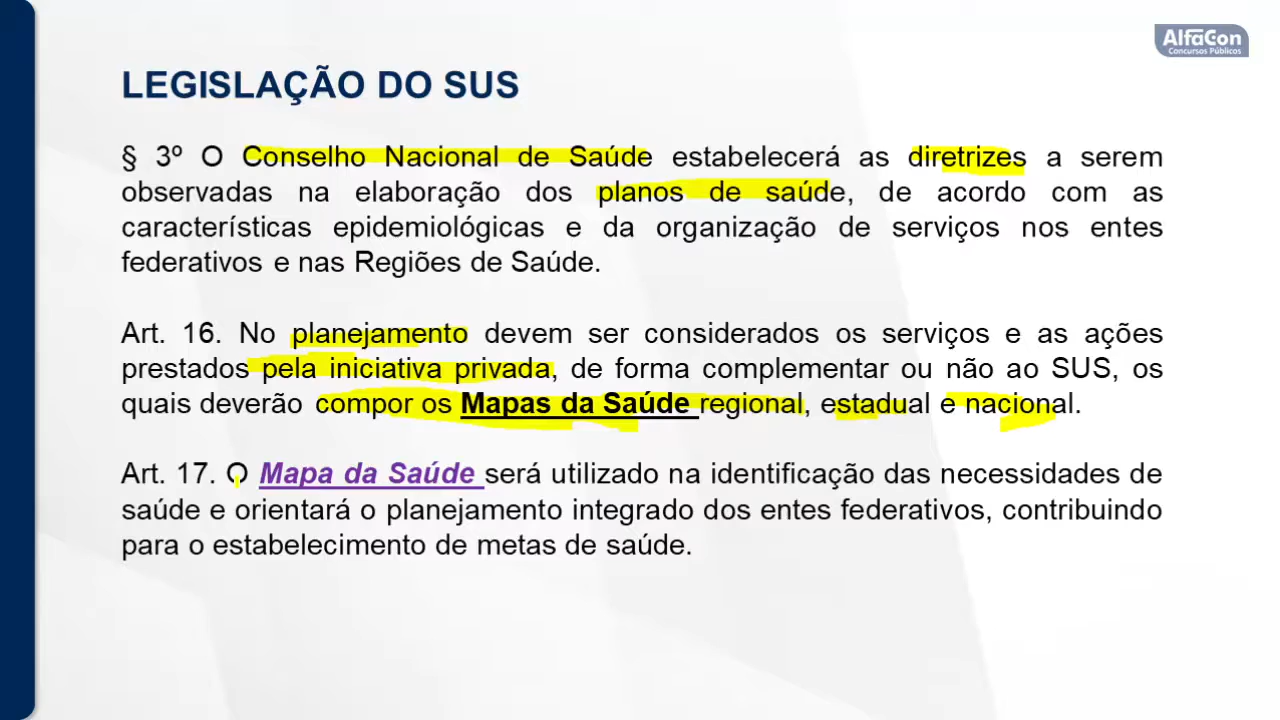 AlfaCon
Concursos Públicos
LEGISLAÇÃO DO SUS
§ 3º O Conselho Nacional de Saúde estabelecerá as diretrizes a serem
observadas na elaboração dos planos de saúde, de acordo com as
características epidemiológicas e da organização de serviços nos entes
federativos e nas Regiões de Saúde.
Art. 16. No planejamento devem ser considerados os serviços e as ações
prestados pela iniciativa privada, de forma complementar ou não ao SUS, os
quais deverão compor os Mapas da Saúde regional, estadual e nacional.
Art. 17. O Mapa da Saúde será utilizado na identificação das necessidades de
saúde e orientará o planejamento integrado dos entes federativos, contribuindo
para o estabelecimento de metas de saúde.